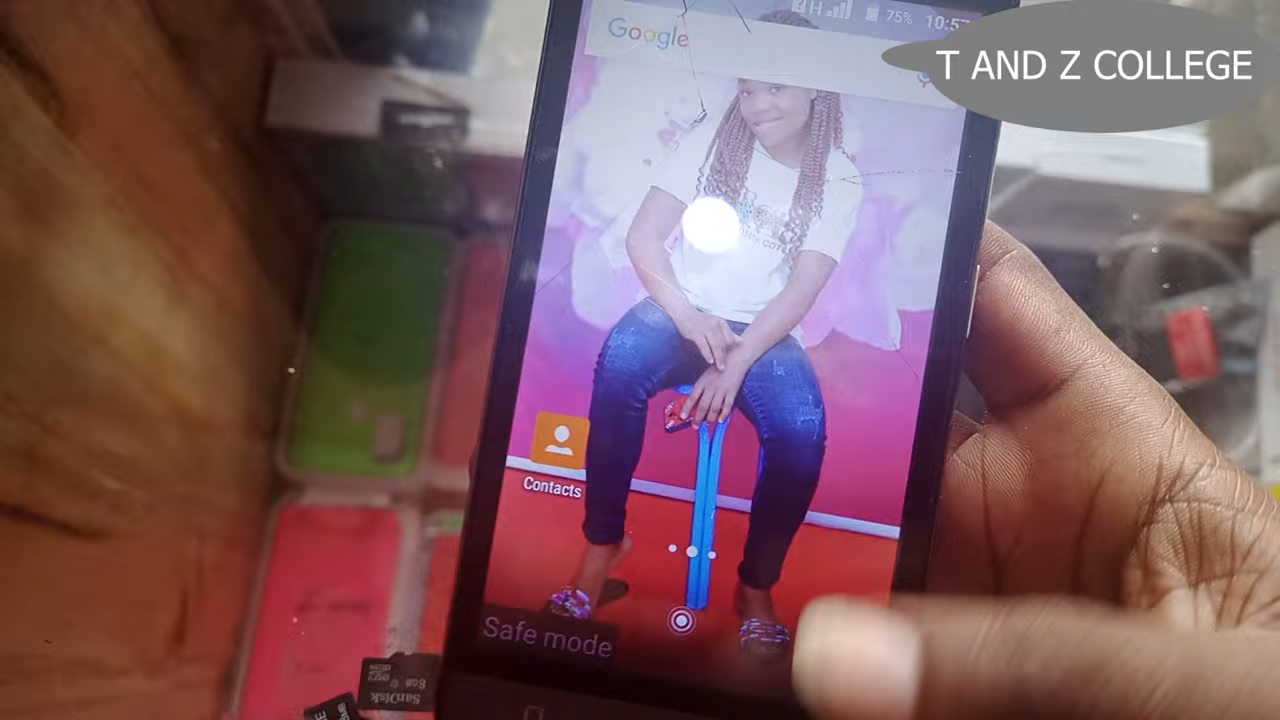 Google
H
75%
10:57
T AND Z COLLEGE
Contacts
Safe mode
SanDisk
8GB